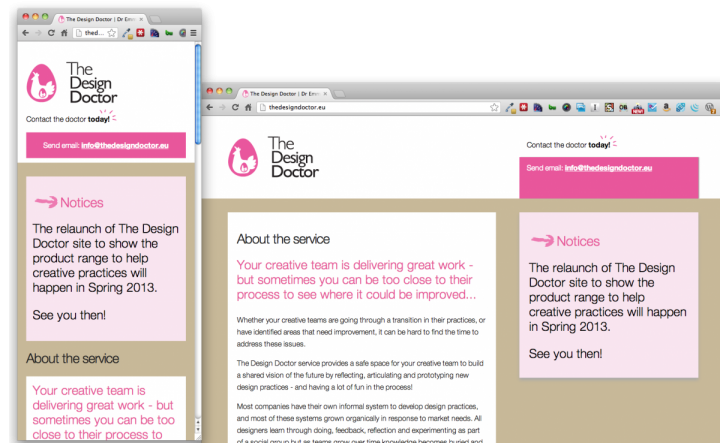 The Design Doctor | Dr Emm
thed...
The
Design
Doctor
Contact the doctor today!
Send email: info@thedesigndoctor.eu
Notices
The relaunch of The Design
Doctor site to show the
product range to help
creative practices will
happen in Spring 2013.
See you then!
About the service
Your creative team is
delivering great work - but
sometimes you can be too
close to their process to
The Design Doctor | Dr Emm
thedesigndoctor.eu
The
Design
Doctor
Contact the doctor today!
Send email: info@thedesigndoctor.eu
About the service
Your creative team is delivering great work -
but sometimes you can be too close to their
process to see where it could be improved...
Whether your creative teams are going through a transition in their practices, or
have identified areas that need improvement, it can be hard to find the time to
address these issues.
The Design Doctor service provides a safe space for your creative team to build
a shared vision of the future by reflecting, articulating and prototyping new
design practices - and having a lot of fun in the process!
Most companies have their own informal system to develop design practices,
and most of these systems grown organically in response to market needs. All
designers learn through doing, feedback, reflection and experimenting as part
of a social group but as teams grow over time knowledge becomes buried and
Notices
The relaunch of The Design
Doctor site to show the
product range to help
creative practices will happen
in Spring 2013.
See you then!